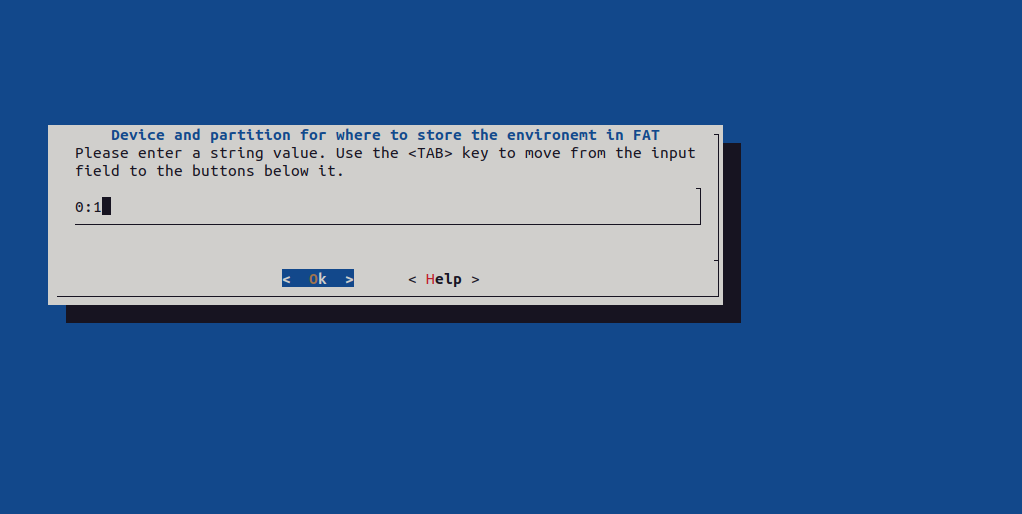 Device and partition for where to store the environemt in FAT
Please enter a string value. Use the <TAB> key to move from the input
field to the buttons below it.
0:1
<  Ok  > < Help >